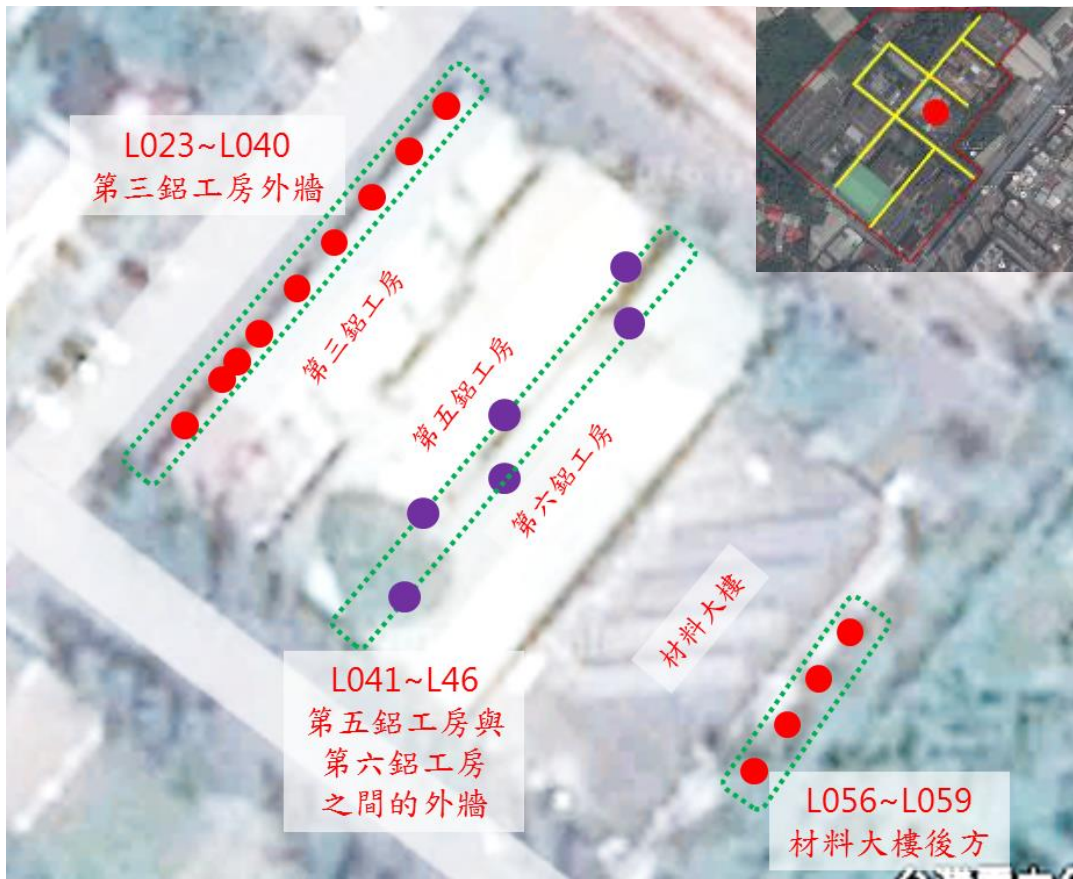 L023~L040
第三鋁工房外牆
第三鋁工房
第五鋁工房
第六鋁工房
材料大樓
L041~L46
第五鋁工房與
第六鋁工房
之間的外牆
L056~L059
材料大樓後方